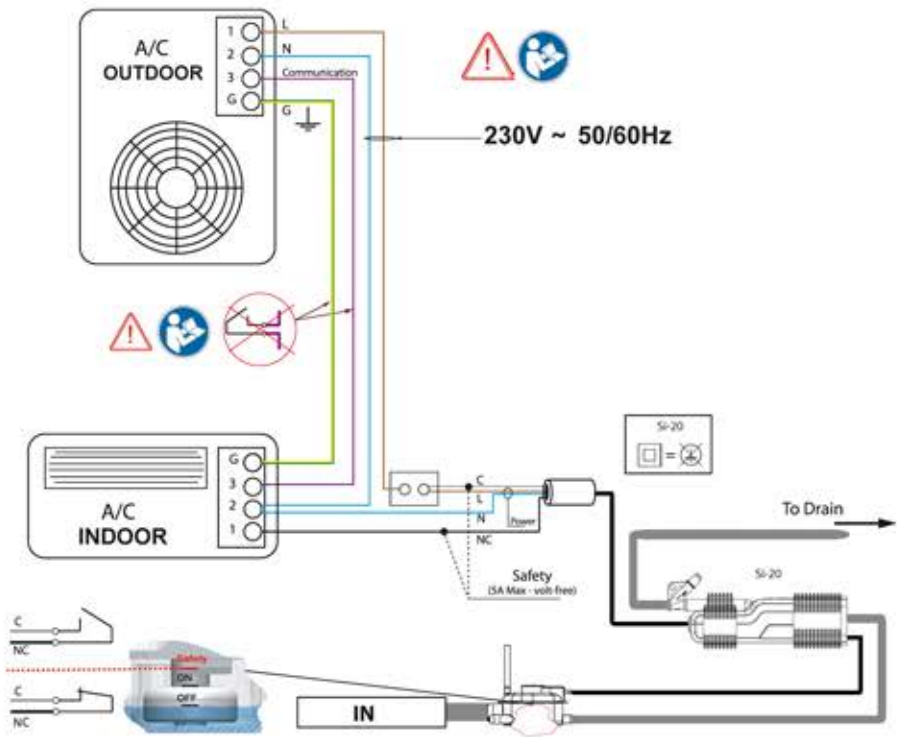 A/C
OUTDOOR
1
2
3
G
L
N
Communication
G
230V ~ 50/60Hz
A/C
INDOOR
G
3
2
1
C
L
N
NC
Power
Safety
(5A Max - volt-free)
Si-20
=
To Drain
Si-20
C
NC
C
NC
Safety
ON
OFF
IN